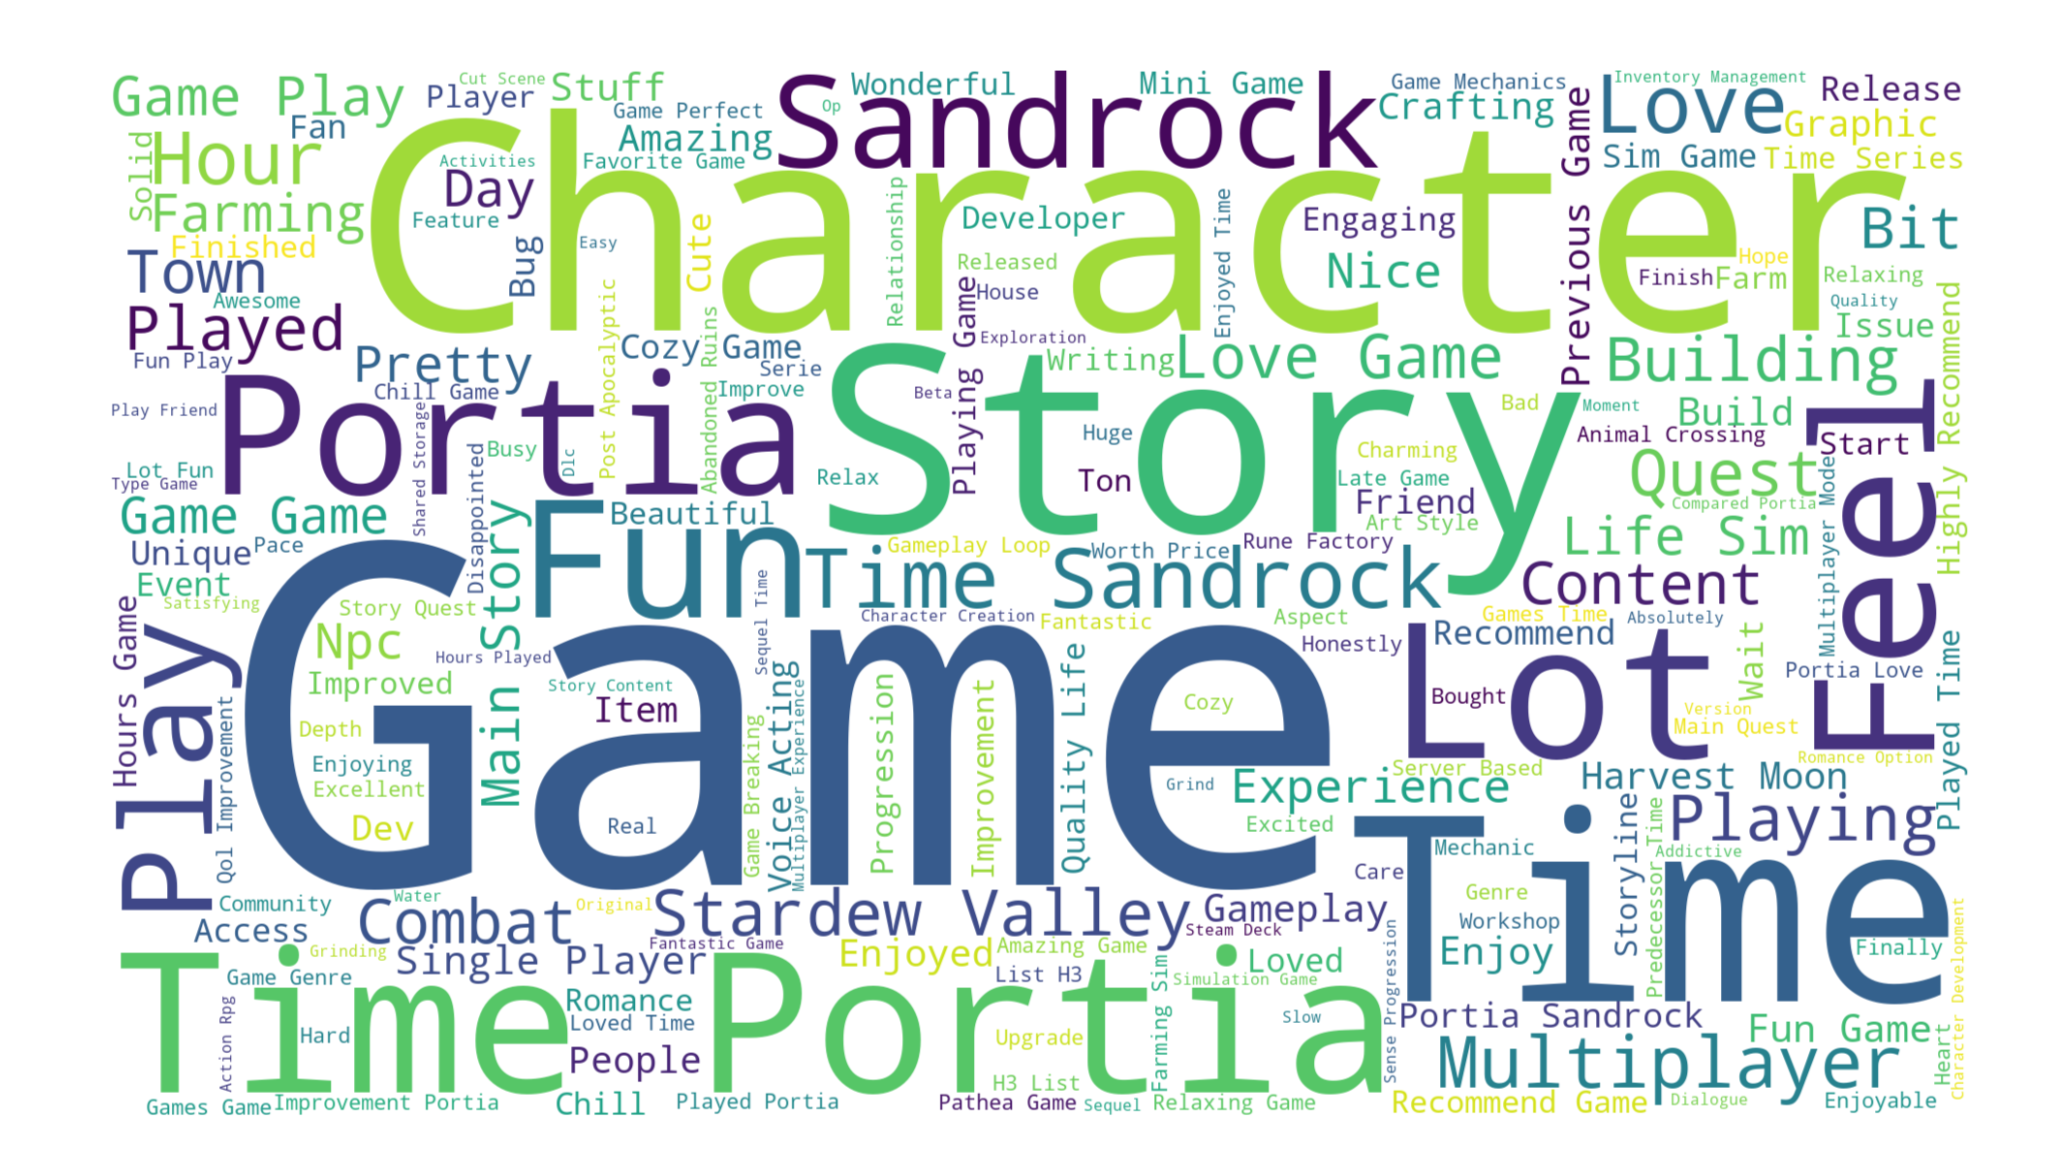 Game Play
Player
Cut Scene
Stuff
Fan
Game Perfect
Amazing
Activities
Favorite Game
Solid
Hour
Day
Farming
Feature
Finished
Town
Awesome
Played
Fun Play
Bug
Easy
Cute
Character
Sandrock
Op
Wonderful
Mini Game
Game Mechanics
Crafting
Love
Inventory Management
Release
Graphic
Sim Game
Time Series
Relationship
Developer
Released
House
Exploration
Enjoyed Time
Engaging
Nice
Previous Game
Finish
Farm
Hope
Bit
Relaxing
Quality
Issue
Pretty
Chill Game
Post Apocalyptic
Cozy Game
Serie
Improve
Abandoned Ruins
Playing Game
Beta
Writing
Love Game
Building
Build
Bad
Moment
Animal Crossing
Start
Highly Recommend
Play Friend
Lot Fun
Type Game
Portia
Shared Storage
Disappointed
Busy
Dlc
Relax
Story
Huge
Ton
Charming
Late Game
Friend
Art Style
Quest
Compared Portia
Multiplayer Mode
Feel
Game Game
Unique
Pace
Event
Satisfying
Main Story
Fun
Beautiful
Gameplay Loop
Worth Price
Rune Factory
Time Sandrock
Life Sim
Content
Story Quest
Npc
Improved
Hours Played
Hours Game
Play
Qol Improvement
Depth
Enjoying
Excellent
Dev
Game
Story Content
Item
Real
Sequel Time
Voice Acting
Game Breaking
Multiplayer Experience
Character Creation
Fantastic
Progression
Improvement
Quality Life
Cozy
Grind
Aspect
Honestly
Games Time
Recommend
Absolutely
Lot
Bought
Wait
Portia Love
Version
Main Quest
Romance Option
Played Time
Server Based
Experience
Excited
Harvest Moon
Storyline
Predecessor Time
Playing
Addictive
Time
Mechanic
Care
Genre
Workshop
Enjoy
Finally
Character Development
Community
Access
Water
Combat
Original
Stardew Valley
Gameplay
Steam Deck
Grinding
Game Genre
Single Player
Fantastic Game
Enjoyed
Amazing Game
List H3
Loved
Simulation Game
Farming Sim
Sense Progression
Time Portia
Action Rpg
Hard
Romance
Loved Time
People
Upgrade
H3 List
Slow
Portia Sandrock
Fun Game
Multiplayer
Heart
Games Game
Improvement Portia
Chill
Played Portia
Pathea Game
Sequel
Relaxing Game
Recommend Game
Dialogue
Enjoyable